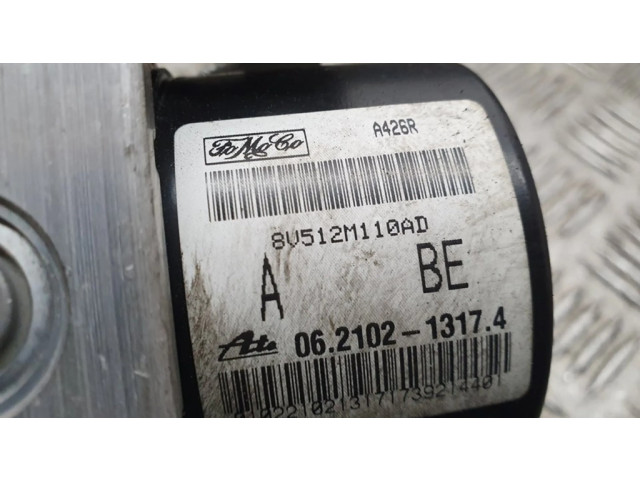 FoMoCo A426R
8V512M110AD
A BE
Ate 06.2102-1317.4